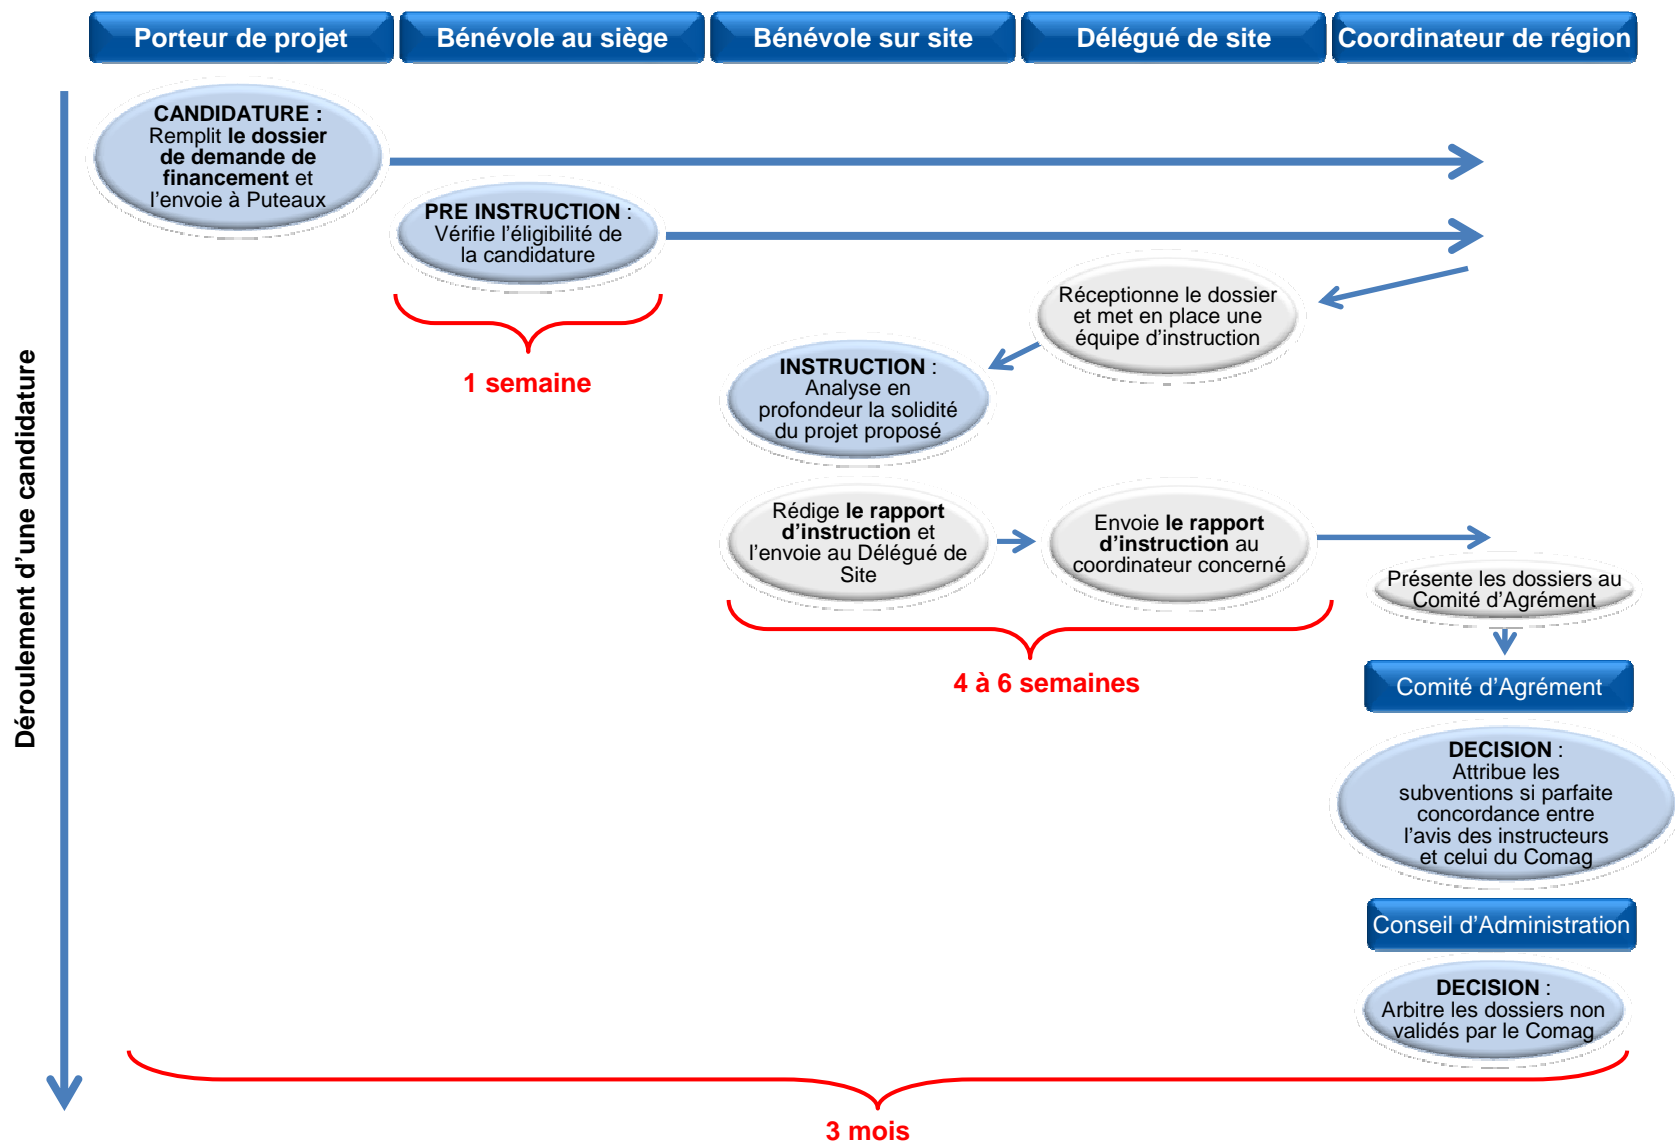 Porteur de projet
Bénévole au siège
Bénévole sur site
Délégué de site
Coordinateur de région
Déroulement d'une candidature
CANDIDATURE :
Remplit le dossier
de demande de
financement et
l'envoie à Puteaux
PRE INSTRUCTION :
Vérifie l'éligibilité de
la candidature
1 semaine
Réceptionne le dossier
et met en place une
équipe d'instruction
INSTRUCTION :
Analyse en
profondeur la solidité
du projet proposé
Rédige le rapport
d'instruction et
l'envoie au Délégué de
Site
Envoie le rapport
d'instruction au
coordinateur concerné
4 à 6 semaines
Présente les dossiers au
Comité d'Agrément
Comité d'Agrément
DECISION :
Attribue les
subventions si parfaite
concordance entre
l'avis des instructeurs
et celui du Comag
Conseil d'Administration
DECISION :
Arbitre les dossiers non
validés par le Comag
3 mois